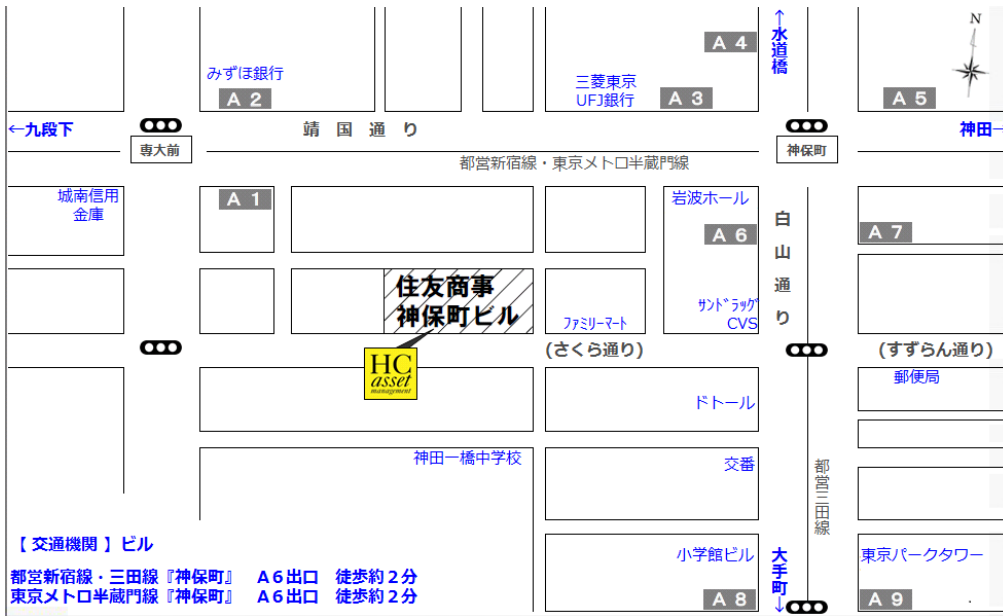 ↑水道橋
N
A 4
みずほ銀行
A 2
三菱東京
UFJ銀行
A 3
A 5
←九段下
靖国通り
神田→
専大前
神保町
都営新宿線・東京メトロ半蔵門線
城南信用
金庫
A 1
岩波ホール
A 6
白山通り
A 7
住友商事
神保町ビル
ファミリーマート
サンドラッグ
CVS
(さくら通り)
(すずらん通り)
HC
asset
management
郵便局
ドトール
神田一橋中学校
交番
都営三田線
【 交通機関 】ビル
小学館ビル
大手町↓
東京パークタワー
都営新宿線・三田線『神保町』 A6出口 徒歩約2分
東京メトロ半蔵門線『神保町』 A6出口 徒歩約2分
A 8
A 9